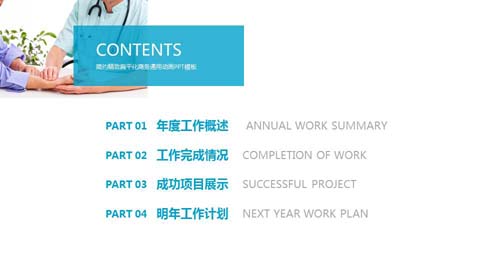 CONTENTS
简约精致扁平化商务通用动画PPT模板
PART 01 年度工作概述 ANNUAL WORK SUMMARY
PART 02 工作完成情况 COMPLETION OF WORK
PART 03 成功项目展示 SUCCESSFUL PROJECT
PART 04 明年工作计划 NEXT YEAR WORK PLAN